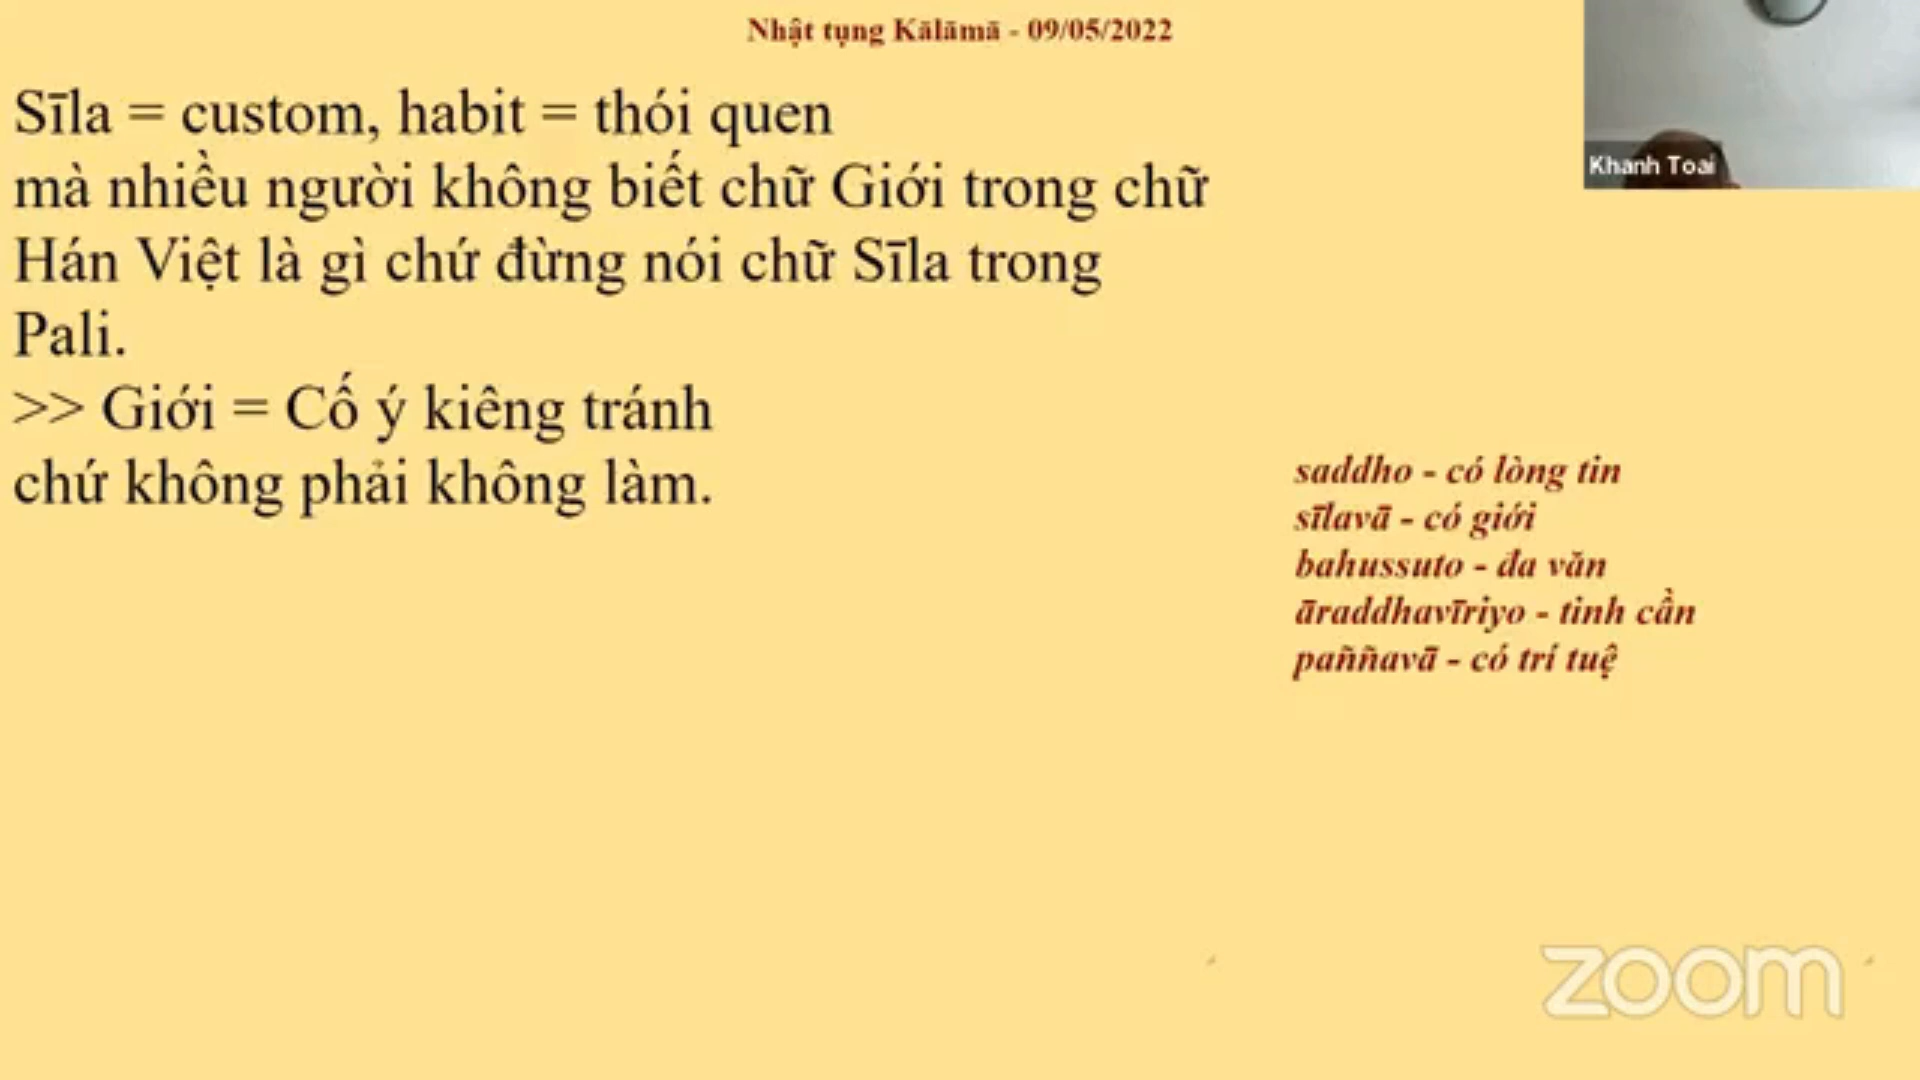 Nhật tụng Kālāmā - 09/05/2022
Sīla = custom, habit = thói quen
mà nhiều người không biết chữ Giới trong chữ
Hán Việt là gì chứ đừng nói chữ Sīla trong
Pali.
>> Giới = Cố ý kiêng tránh
chứ không phải không làm.
Khanh Toai
saddho - có lòng tin
sīlavā - có giới
bahussuto - đa văn
āraddhavīriyo - tinh cần
paññavā - có trí tuệ
zoom